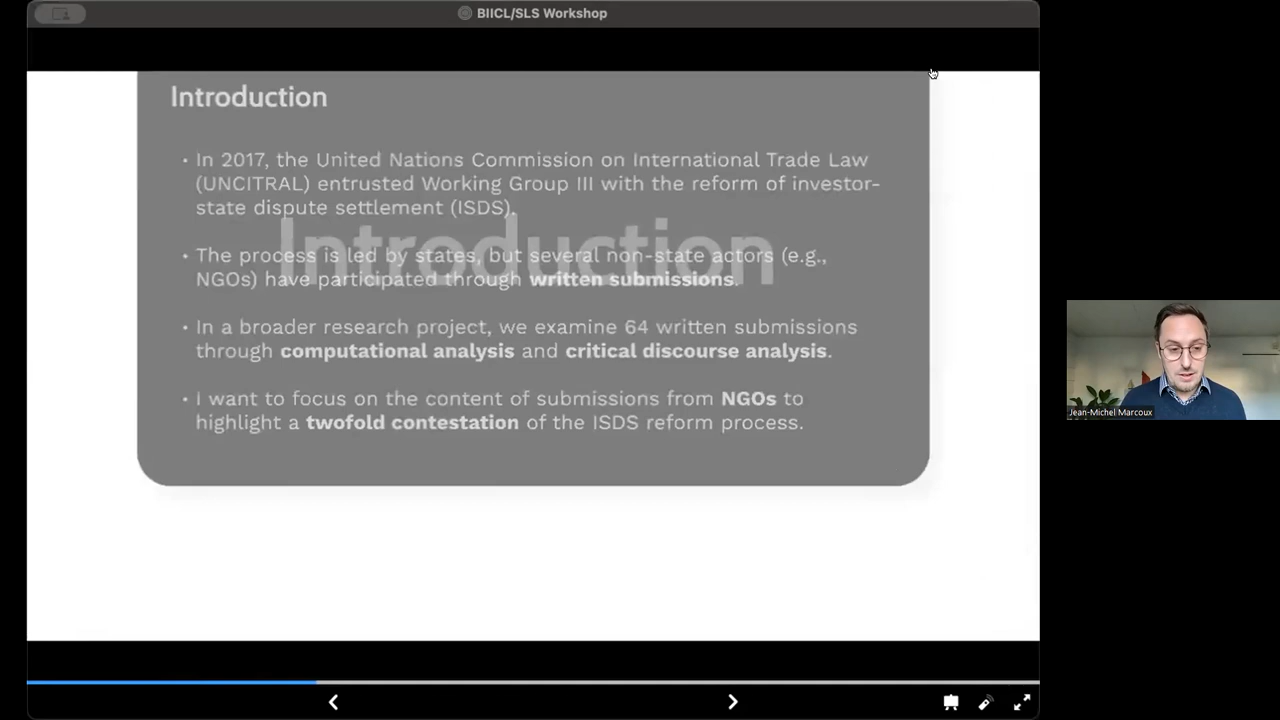 BIICL/SLS Workshop
Introduction
• In 2017, the United Nations Commission on International Trade Law
(UNCITRAL) entrusted Working Group III with the reform of investor-
state dispute settlement (ISDS).
Introduction
• The process is led by states, but several non-state actors (e.g.,
NGOs) have participated through written submissions.
• In a broader research project, we examine 64 written submissions
through computational analysis and critical discourse analysis.
• I want to focus on the content of submissions from NGOs to
highlight a twofold contestation of the ISDS reform process.
Jean-Michel Marcoux